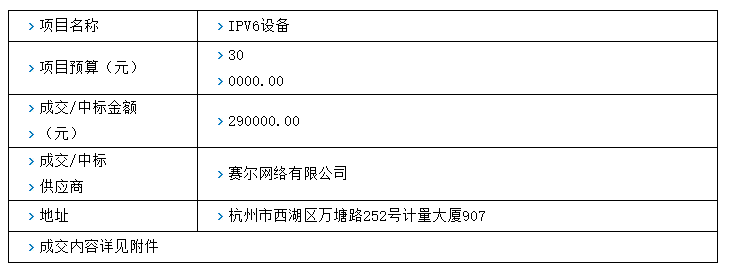 项目名称
IPV6设备
项目预算（元）
30
0000.00
成交/中标金额
（元）
290000.00
成交/中标
供应商
赛尔网络有限公司
地址
杭州市西湖区万塘路252号计量大厦907
成交内容详见附件